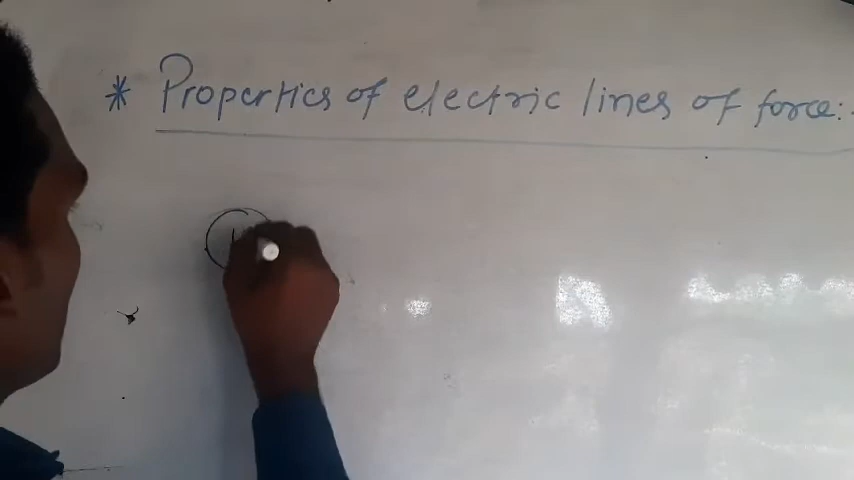 * Properties of electric lines of force:-